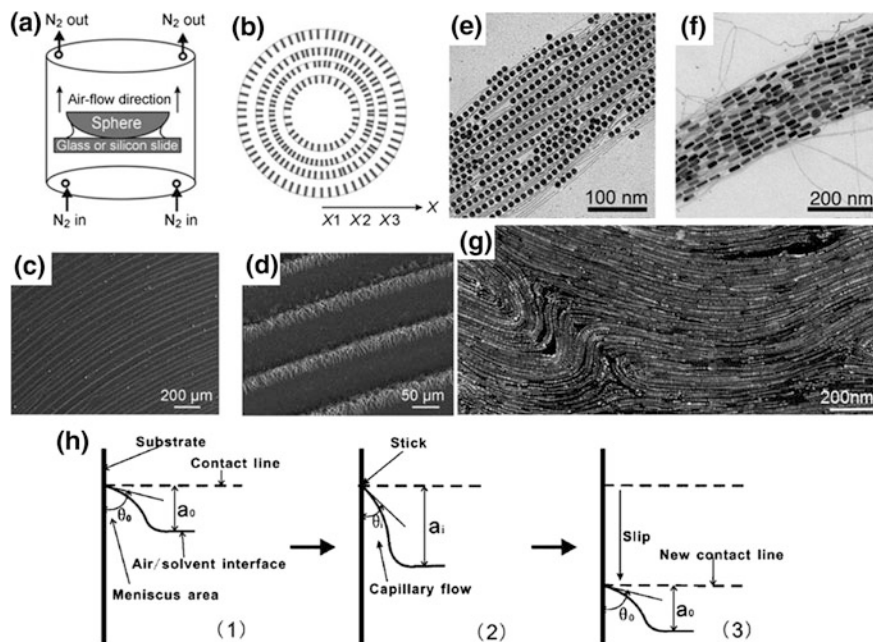 (a)
N₂ out
N₂ out
Air-flow direction
Sphere
Glass or silicon slide
N₂ in
N₂ in
(b)
X
X1 X2 X3
(c)
200 µm
(d)
50 µm
(e)
100 nm
(f)
200 nm
(g)
200nm
(h)
Substrate
Contact line
θ₀
a₀
Air/solvent interface
Meniscus area
(1)
Stick
θᵢ
aᵢ
Capillary flow
(2)
Slip
New contact line
θ₀
a₀
(3)